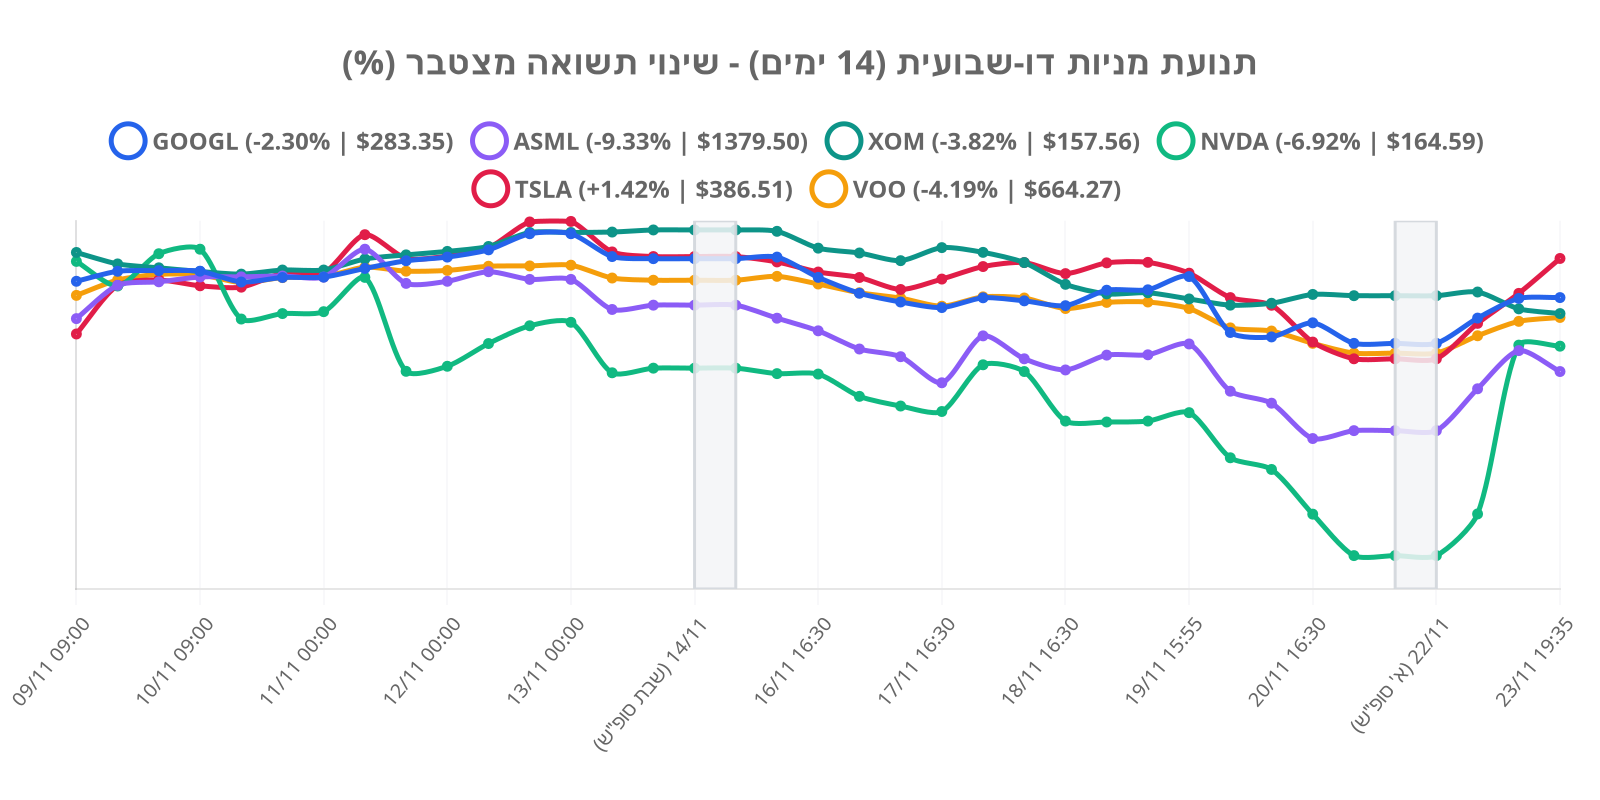 תנועת מניות דו-שבועית (14 ימים) - שינוי תשואה מצטבר (%)
GOOGL (-2.30% | $283.35) ASML (-9.33% | $1379.50) XOM (-3.82% | $157.56) NVDA (-6.92% | $164.59)
TSLA (+1.42% | $386.51) VOO (-4.19% | $664.27)
09/11 09:00
10/11 09:00
11/11 00:00
12/11 00:00
13/11 00:00
14/11 (שבת סופ"ש)
16/11 16:30
17/11 16:30
18/11 16:30
19/11 15:55
20/11 16:30
22/11 (א' סופ"ש)
23/11 19:35